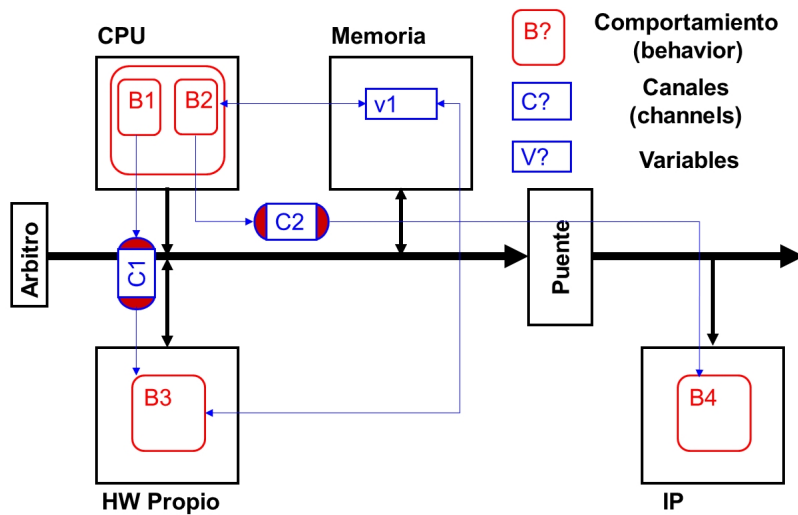 CPU
Memoria
B?
Comportamiento
(behavior)
B1
B2
v1
C?
Canales
(channels)
V?
Variables
C2
Arbitro
C1
Puente
B3
B4
HW Propio
IP